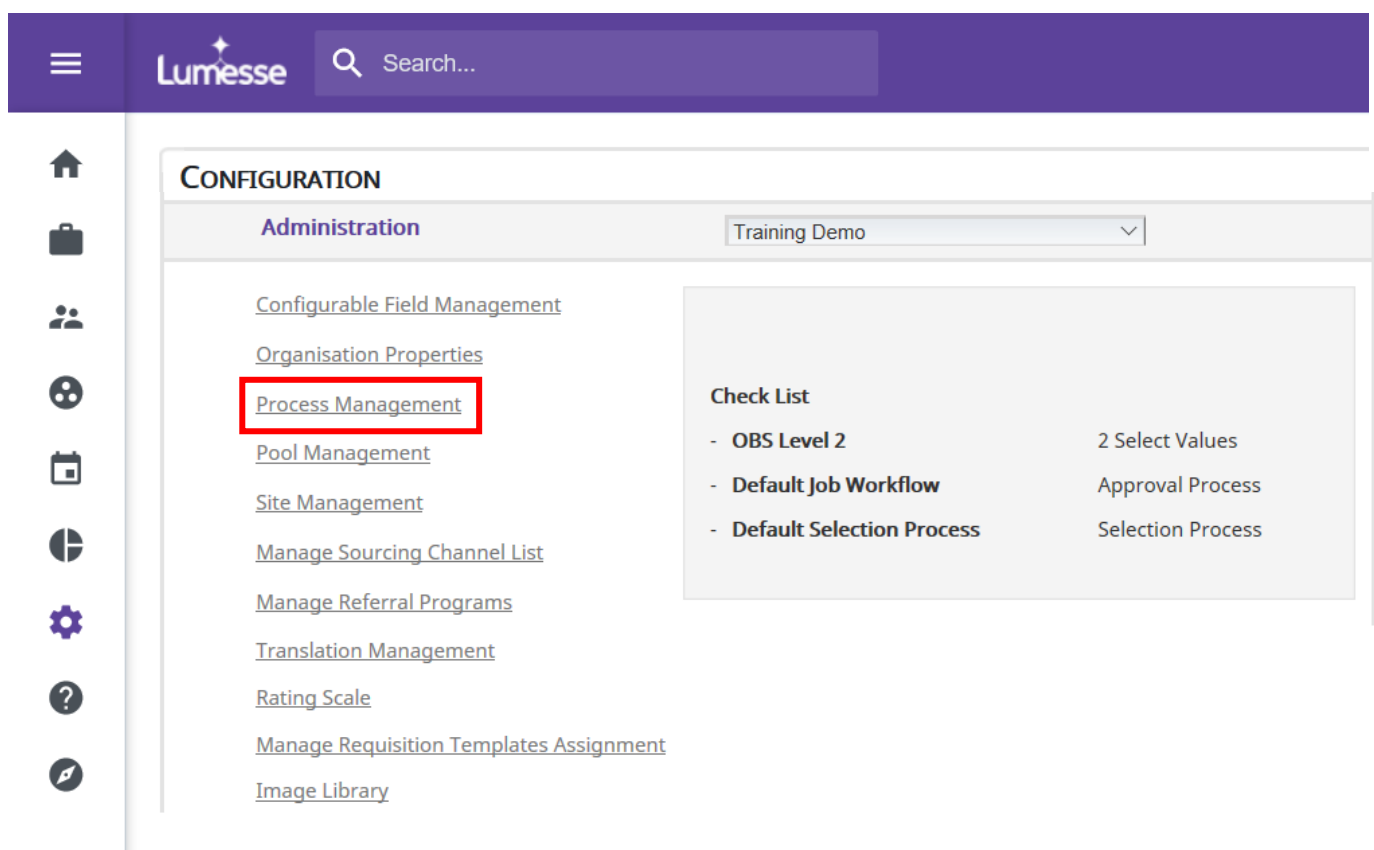 Lumesse
Search...
CONFIGURATION
Administration
Training Demo
Configurable Field Management
Organisation Properties
Process Management
Pool Management
Site Management
Manage Sourcing Channel List
Manage Referral Programs
Translation Management
Rating Scale
Manage Requisition Templates Assignment
Image Library
Check List
- OBS Level 2 2 Select Values
- Default Job Workflow Approval Process
- Default Selection Process Selection Process